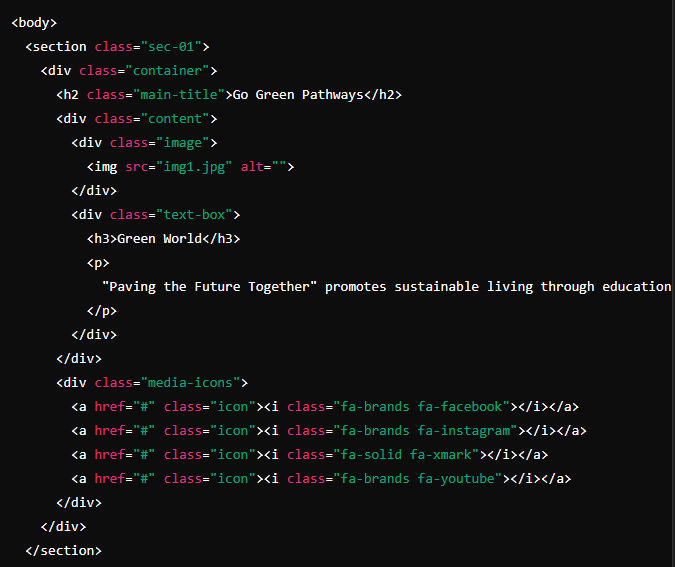 <body>
<section class="sec-01">
<div class="container">
<h2 class="main-title">Go Green Pathways</h2>
<div class="content">
<div class="image">
<img src="img1.jpg" alt="">
</div>
<div class="text-box">
<h3>Green World</h3>
<p>
"Paving the Future Together" promotes sustainable living through education
</p>
</div>
</div>
<div class="media-icons">
<a href="#" class="icon"><i class="fa-brands fa-facebook"></i></a>
<a href="#" class="icon"><i class="fa-brands fa-instagram"></i></a>
<a href="#" class="icon"><i class="fa-solid fa-xmark"></i></a>
<a href="#" class="icon"><i class="fa-brands fa-youtube"></i></a>
</div>
</div>
</section>